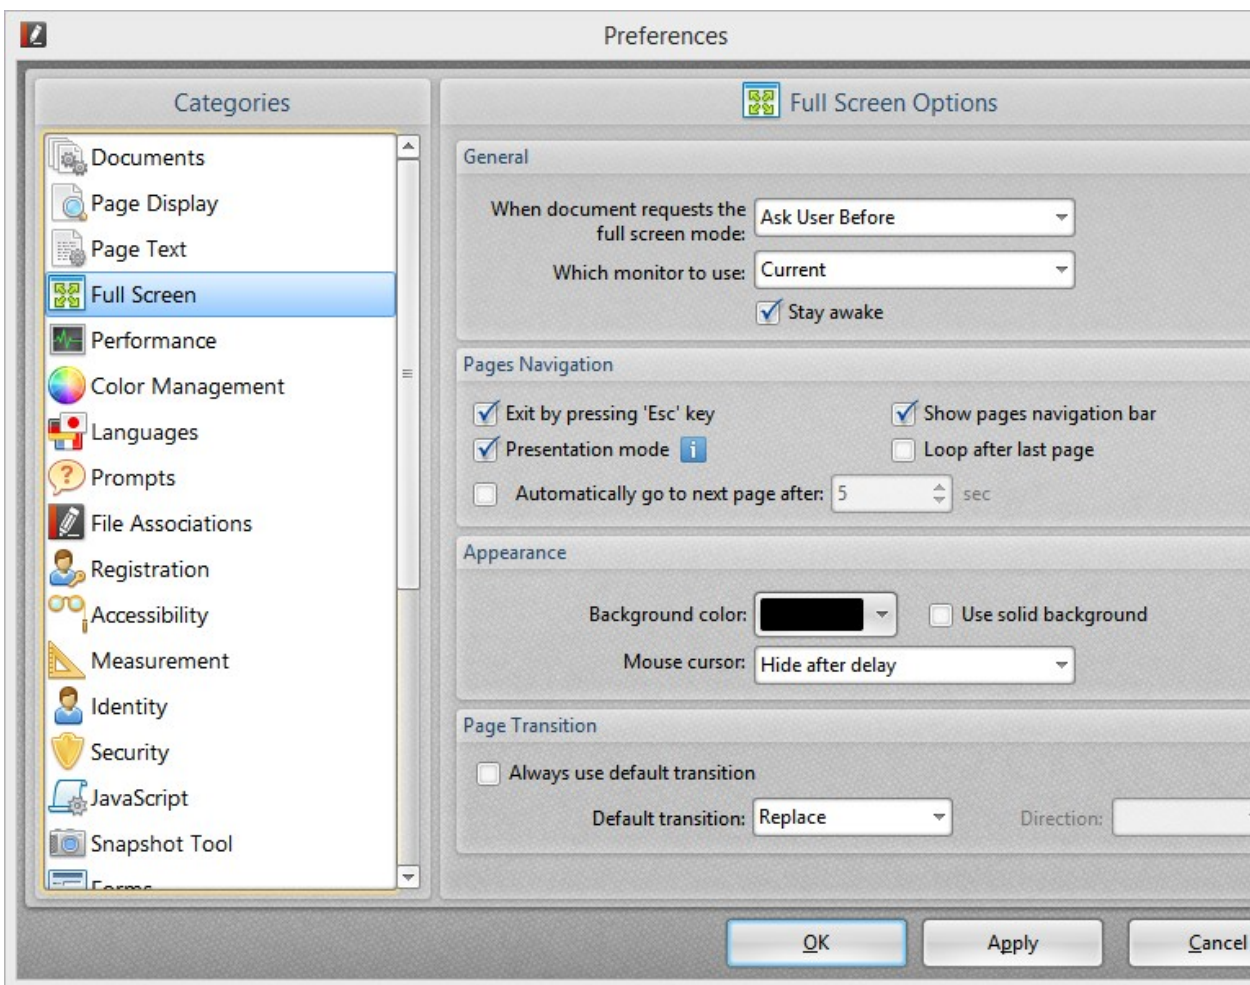 Preferences
Categories
Documents
Page Display
Page Text
Full Screen
Performance
Color Management
Languages
Prompts
File Associations
Registration
Accessibility
Measurement
Identity
Security
JavaScript
Snapshot Tool
Forms
Full Screen Options
General
When document requests the
full screen mode: Ask User Before
Which monitor to use: Current
Stay awake
Pages Navigation
Exit by pressing 'Esc' key
Show pages navigation bar
Presentation mode i
Loop after last page
Automatically go to next page after: 5 sec
Appearance
Background color:
Use solid background
Mouse cursor: Hide after delay
Page Transition
Always use default transition
Default transition: Replace
Direction:
OK
Apply
Cancel